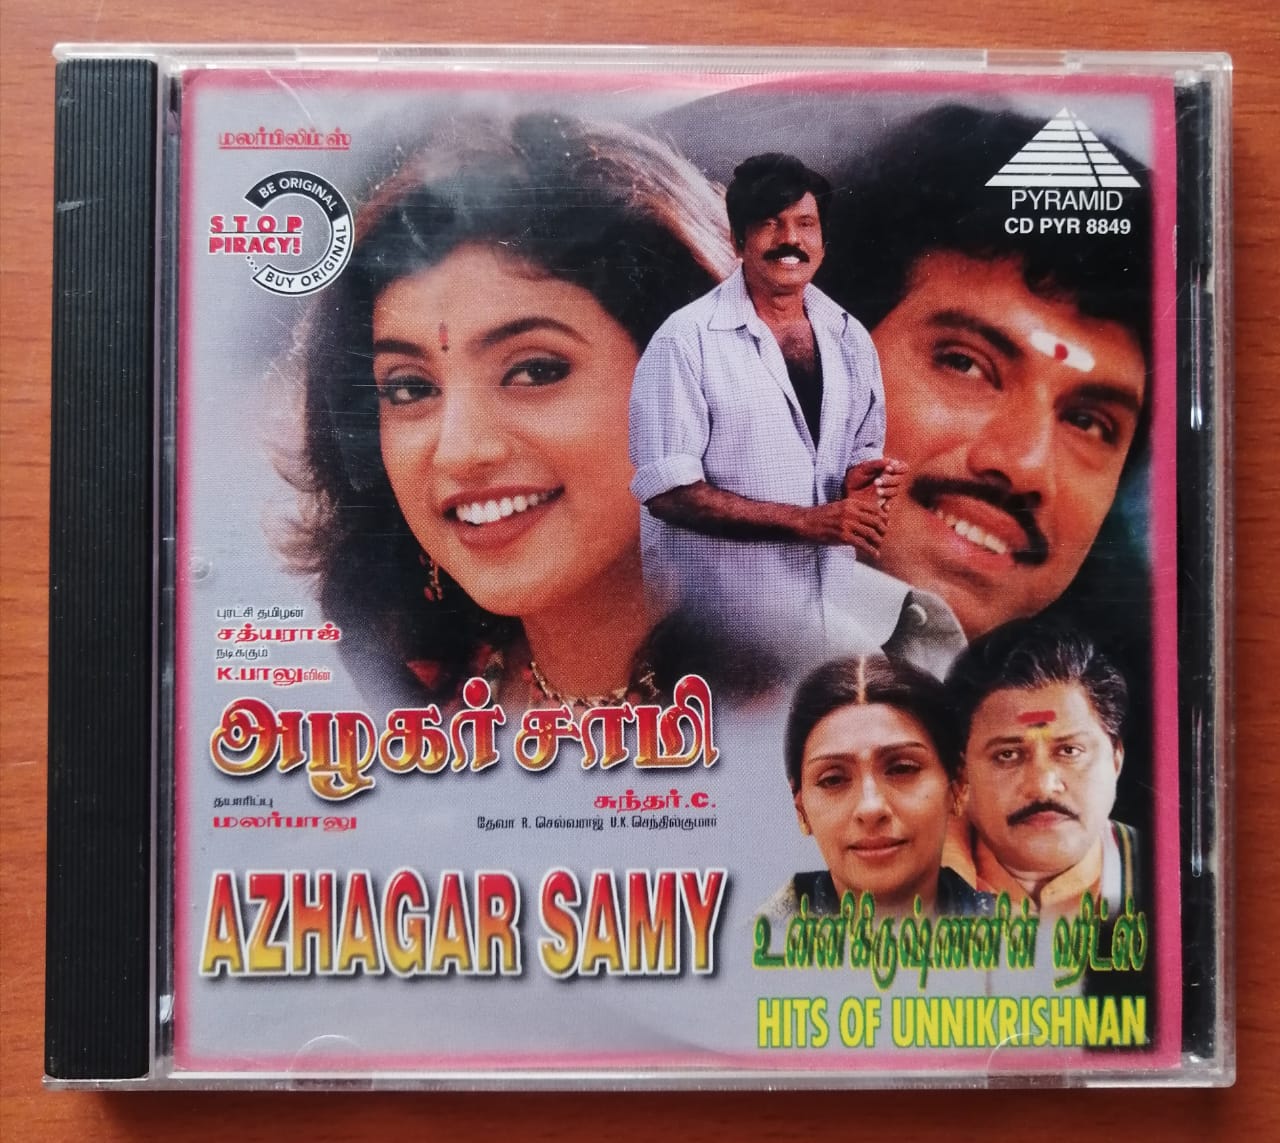 மலர்பிலிம்ஸ்
BE ORIGINAL
STOP
PIRACY!
BUY ORIGINAL
PYRAMID
CD PYR 8849
புரட்சி தமிழன்
சத்யராஜ்
நடிக்கும்
K.பாலுவின்
அழகர் சாமி
தயாரிப்பு
மலர்பாலு
சுந்தர்.C.
தேவா R. செல்வராஜ் U.K.செந்தில்குமார்
AZHAGAR SAMY
உன்னிகிருஷ்ணனின் ஹிட்ஸ்
HITS OF UNNIKRISHNAN